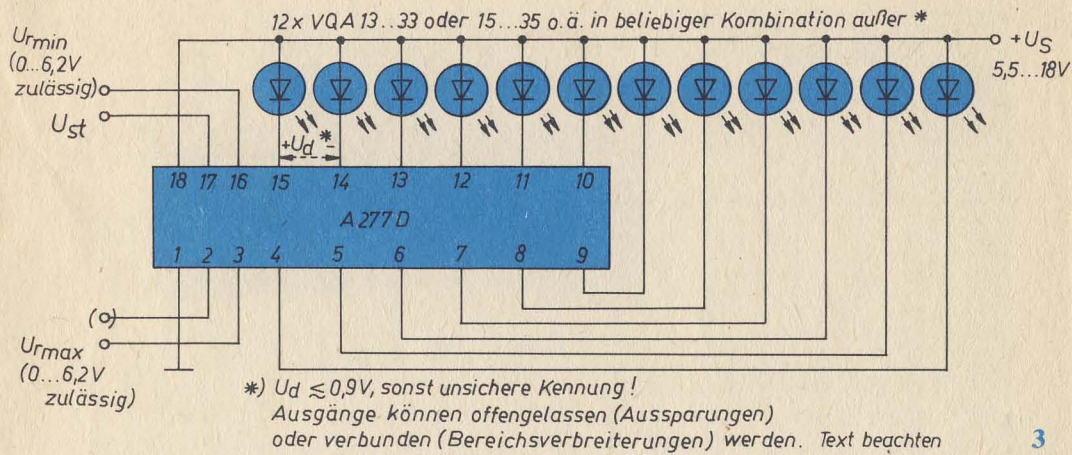 12x VQA 13..33 oder 15...35 o.ä. in beliebiger Kombination außer *
Urmin
(0...6,2V
zulässig)
Ust
+US
5,5...18V
+Ud * -
18 17 16 15 14 13 12 11 10
A 277 D
1 2 3 4 5 6 7 8 9
( )
Urmax
(0...6,2V
zulässig)
*) Ud ≲ 0,9V, sonst unsichere Kennung!
Ausgänge können offengelassen (Aussparungen)
oder verbunden (Bereichsverbreiterungen) werden. Text beachten
3